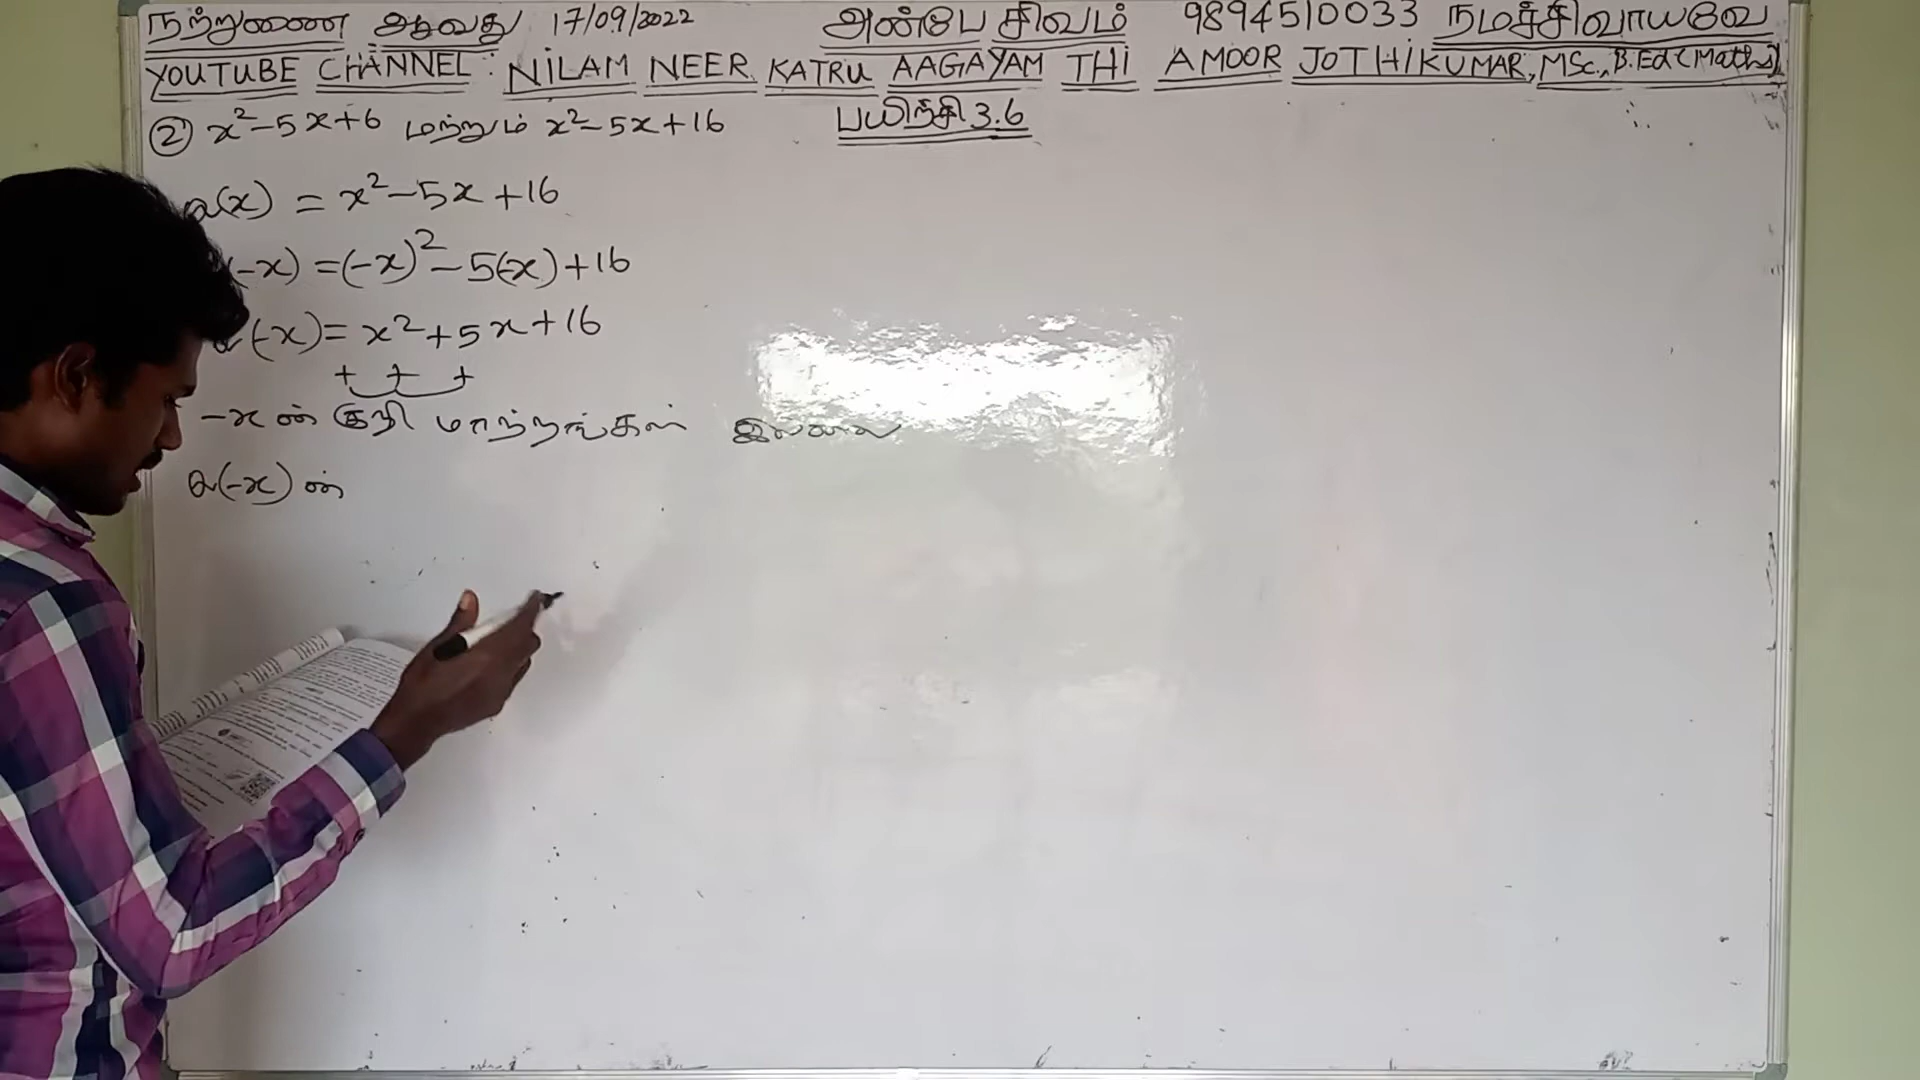 நற்றுணை ஆவது 17/09/2022 அன்பே சிவம் 9894510033 நமச்சிவாயவே
YOUTUBE CHANNEL : NILAM NEER KATRU AAGAYAM THI AMOOR JOTHIKUMAR, MSc., B.Ed (Maths)
② x²-5x+6 மற்றும் x²-5x+16 பயிற்சி 3.6
(x) = x²-5x+16
(-x) = (-x)²-5(-x)+16
(-x) = x²+5x+16
+ + +
-x ன் குறி மாற்றங்கள் இல்லை
Q(-x) ன்